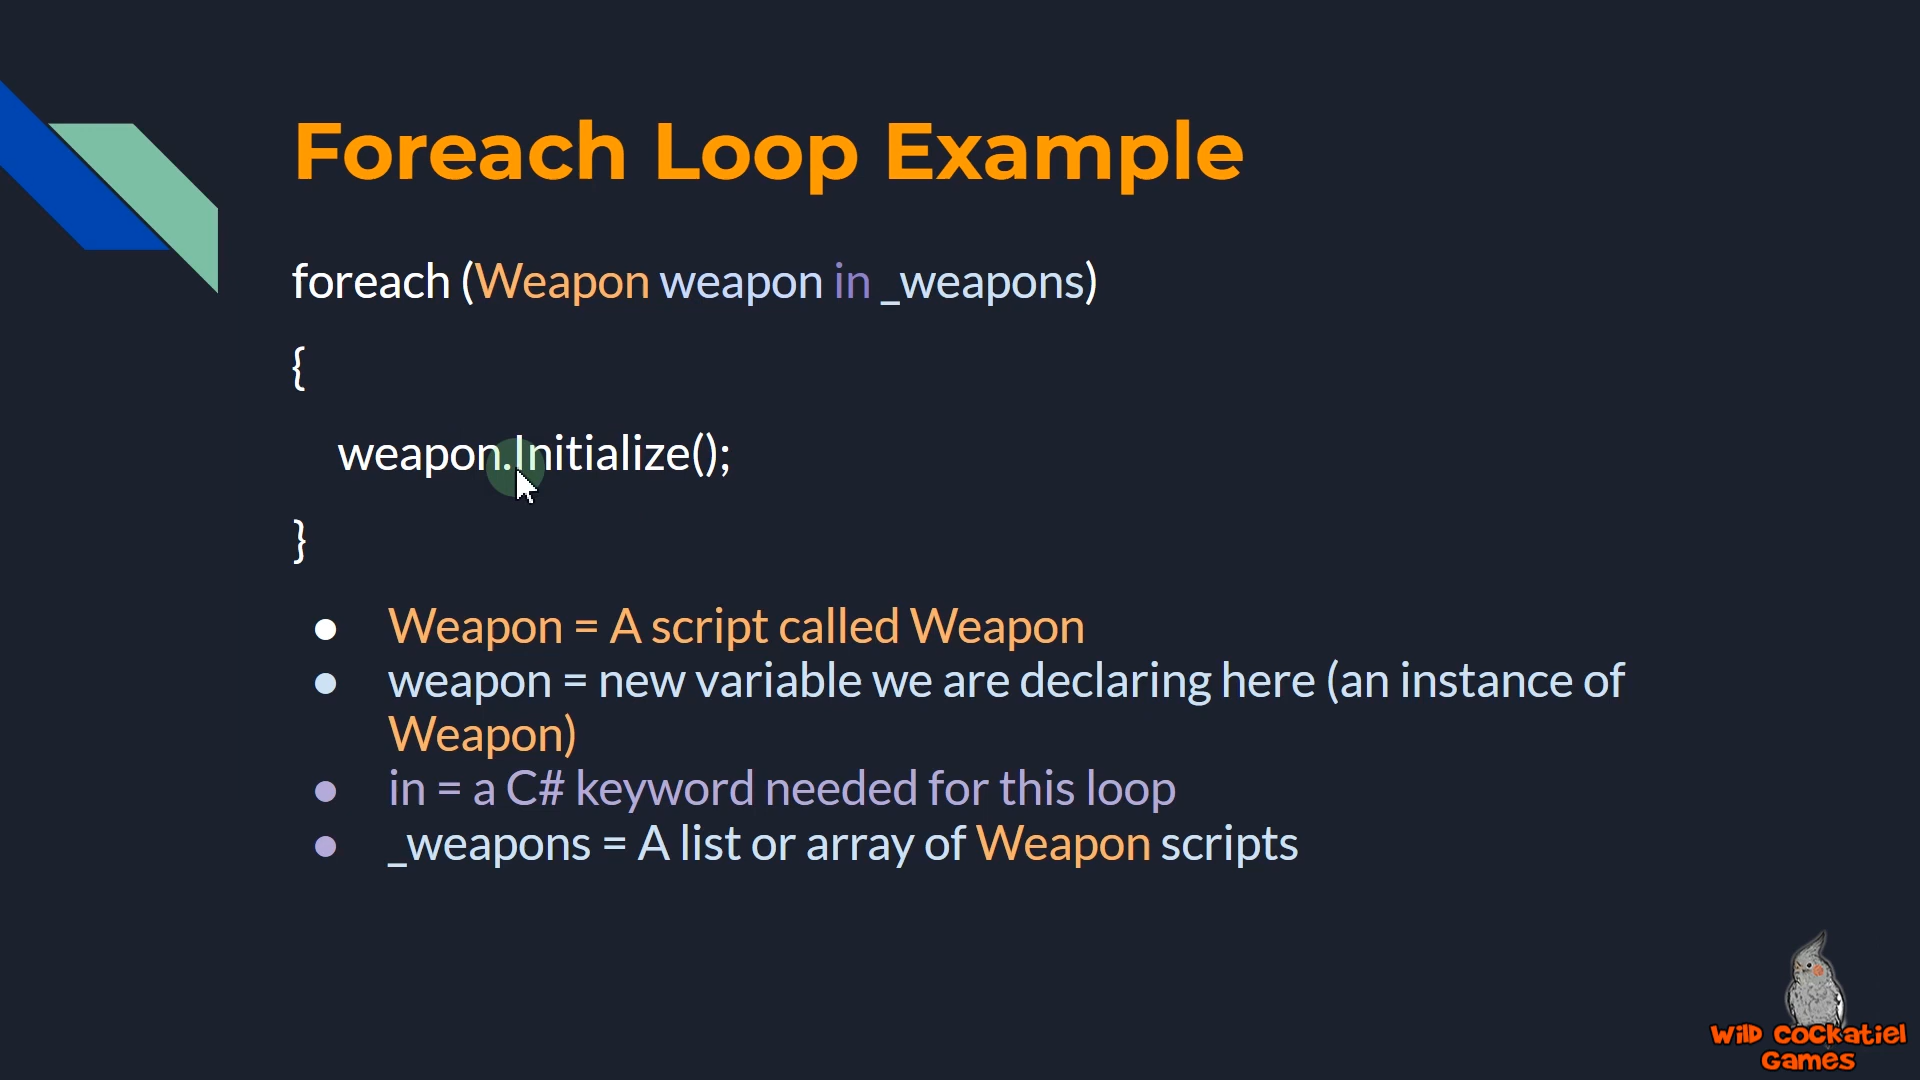 Foreach Loop Example
foreach (Weapon weapon in _weapons)
{
weapon.Initialize();
}
● Weapon = A script called Weapon
● weapon = new variable we are declaring here (an instance of
Weapon)
● in = a C# keyword needed for this loop
● _weapons = A list or array of Weapon scripts
Wild Cockatiel
Games